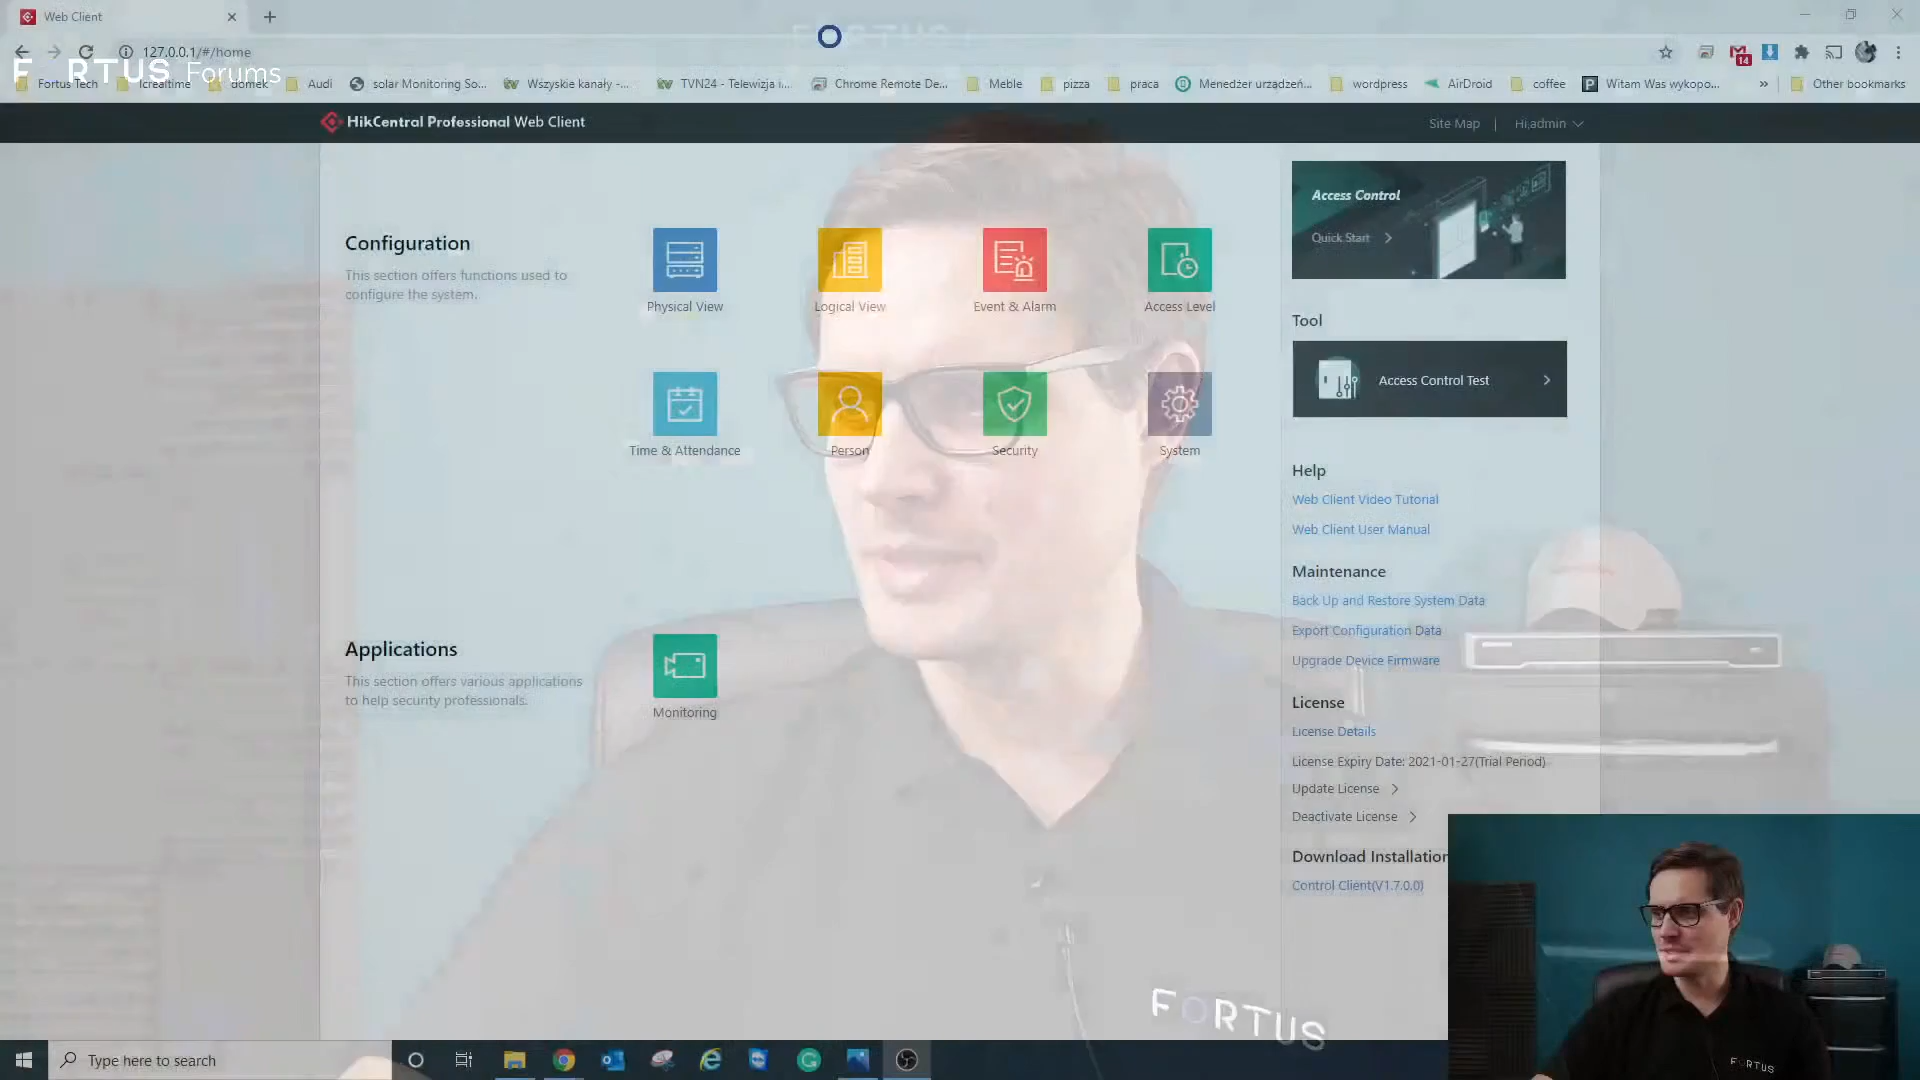 Web Client
127.0.0.1/#/home
FORTUS
FORTUS Forums
14
Fortus Tech
Icrealtime
domek
Audi
solar Monitoring So...
Wszyskie kanały -...
TVN24 - Telewizja i...
Chrome Remote De...
Meble
pizza
praca
Menedżer urządzeń...
wordpress
AirDroid
coffee
Witam Was wykopo...
»
Other bookmarks
HikCentral Professional Web Client
Site Map | Hi,admin
Configuration
This section offers functions used to
configure the system.
Physical View
Logical View
Event & Alarm
Access Level
Time & Attendance
Person
Security
System
Applications
This section offers various applications
to help security professionals.
Monitoring
Access Control
Quick Start
Tool
Access Control Test
Help
Web Client Video Tutorial
Web Client User Manual
Maintenance
Back Up and Restore System Data
Export Configuration Data
Upgrade Device Firmware
License
License Details
License Expiry Date: 2021-01-27(Trial Period)
Update License
Deactivate License
Download Installation
Control Client(V1.7.0.0)
FORTUS
FORTUS
Type here to search